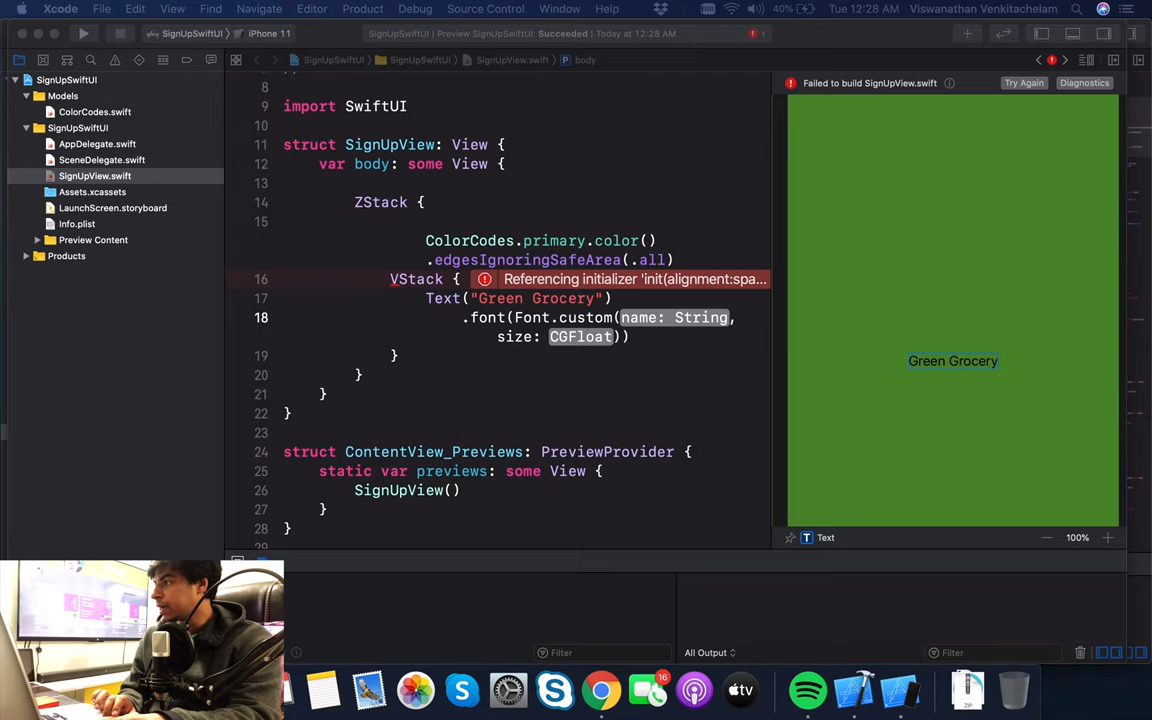 Xcode File Edit View Find Navigate Editor Product Debug Source Control Window Help 40% Tue 12:28 AM Viswanathan Venkitachelam
SignUpSwiftUI iPhone 11 SignUpSwiftUI | Preview SignUpSwiftUI: Succeeded | Today at 12:28 AM 1
SignUpSwiftUI SignUpSwiftUI SignUpView.swift body
SignUpSwiftUI
Models
ColorCodes.swift
SignUpSwiftUI
AppDelegate.swift
SceneDelegate.swift
SignUpView.swift
Assets.xcassets
LaunchScreen.storyboard
Info.plist
Preview Content
Products
8
9 import SwiftUI
10
11 struct SignUpView: View {
12 var body: some View {
13
14 ZStack {
15
ColorCodes.primary.color()
.edgesIgnoringSafeArea(.all)
16 VStack { Referencing initializer 'init(alignment:spa...
17 Text("Green Grocery")
18 .font(Font.custom(name: String,
size: CGFloat))
19 }
20 }
21 }
22 }
23
24 struct ContentView_Previews: PreviewProvider {
25 static var previews: some View {
26 SignUpView()
27 }
28 }
29
Failed to build SignUpView.swift Try Again Diagnostics
Green Grocery
T Text 100%
Filter All Output Filter
16
tv
ZIP